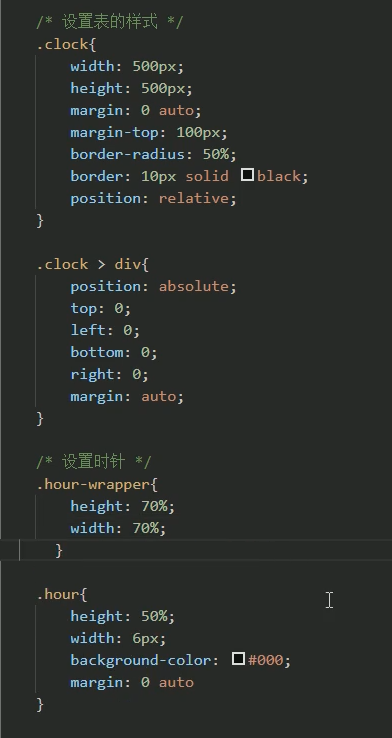 /* 设置表的样式 */
.clock{
width: 500px;
height: 500px;
margin: 0 auto;
margin-top: 100px;
border-radius: 50%;
border: 10px solid black;
position: relative;
}
.clock > div{
position: absolute;
top: 0;
left: 0;
bottom: 0;
right: 0;
margin: auto;
}
/* 设置时针 */
.hour-wrapper{
height: 70%;
width: 70%;
}
.hour{
height: 50%;
width: 6px;
background-color: #000;
margin: 0 auto
}